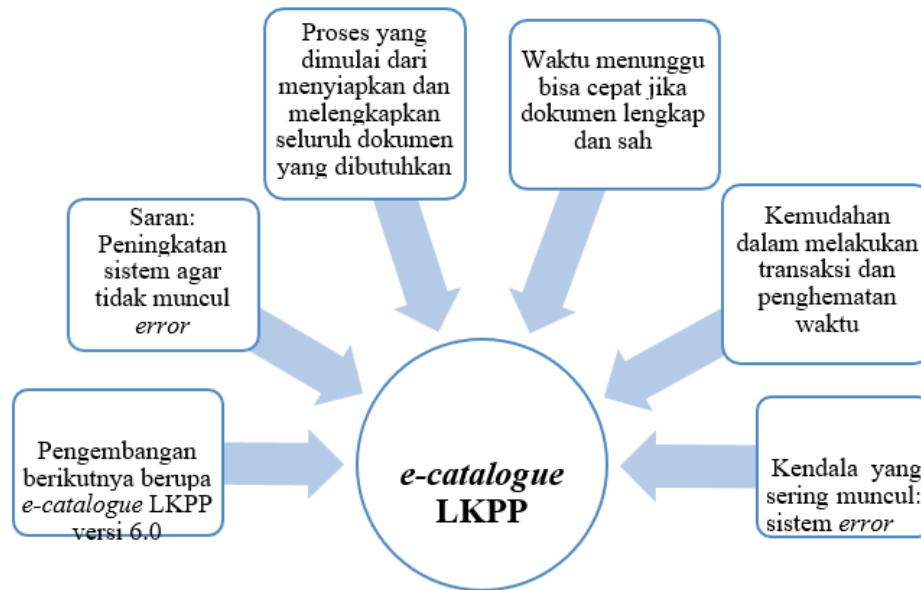 Proses yang
dimulai dari
menyiapkan dan
melengkapkan
seluruh dokumen
yang dibutuhkan
Waktu menunggu
bisa cepat jika
dokumen lengkap
dan sah
Saran:
Peningkatan
sistem agar
tidak muncul
error
Kemudahan
dalam melakukan
transaksi dan
penghematan
waktu
Pengembangan
berikutnya berupa
e-catalogue LKPP
versi 6.0
e-catalogue
LKPP
Kendala yang
sering muncul:
sistem error